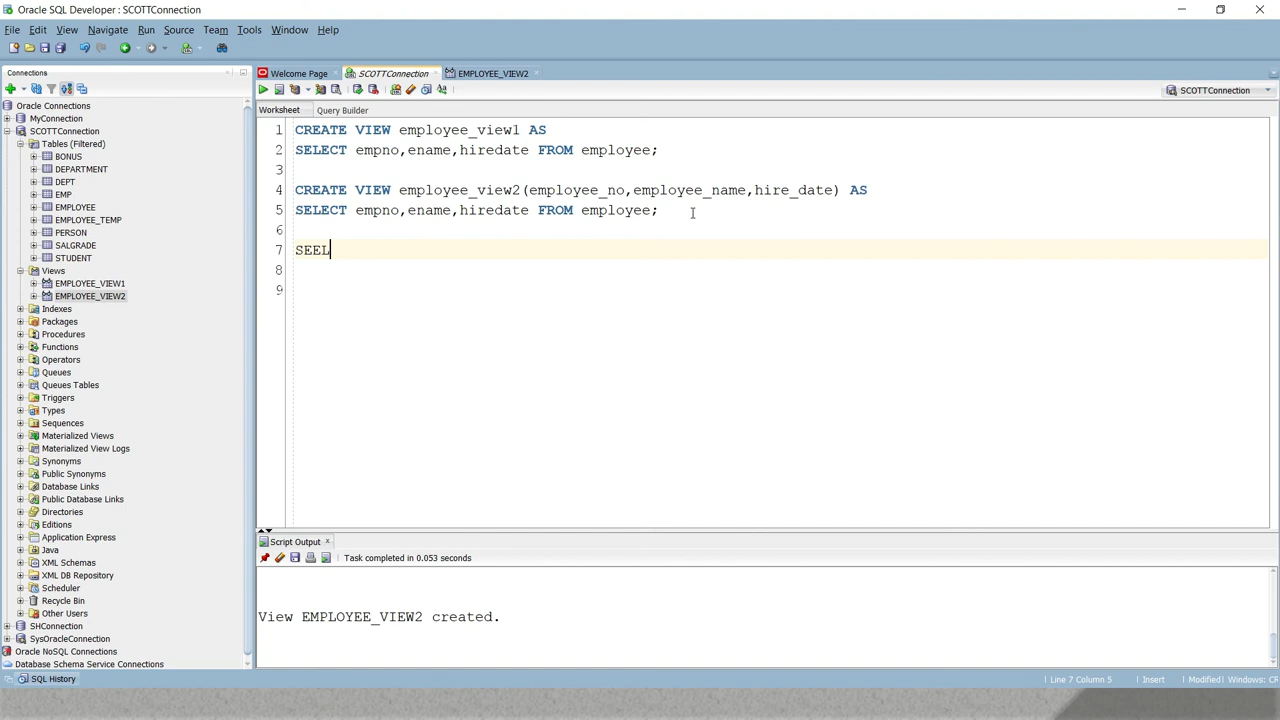 Oracle SQL Developer : SCOTTConnection
File Edit View Navigate Run Source Team Tools Window Help
Connections
Welcome Page SCOTTConnection EMPLOYEE_VIEW2
SCOTTConnection
Worksheet Query Builder
Oracle Connections
MyConnection
SCOTTConnection
Tables (Filtered)
BONUS
DEPARTMENT
DEPT
EMP
EMPLOYEE
EMPLOYEE_TEMP
PERSON
SALGRADE
STUDENT
Views
EMPLOYEE_VIEW1
EMPLOYEE_VIEW2
Indexes
Packages
Procedures
Functions
Operators
Queues
Queues Tables
Triggers
Types
Sequences
Materialized Views
Materialized View Logs
Synonyms
Public Synonyms
Database Links
Public Database Links
Directories
Editions
Application Express
Java
XML Schemas
XML DB Repository
Scheduler
Recycle Bin
Other Users
SHConnection
SysOracleConnection
Oracle NoSQL Connections
Database Schema Service Connections
1 CREATE VIEW employee_view1 AS
2 SELECT empno,ename,hiredate FROM employee;
3
4 CREATE VIEW employee_view2(employee_no,employee_name,hire_date) AS
5 SELECT empno,ename,hiredate FROM employee;
6
7 SEEL
8
9
Script Output
Task completed in 0.053 seconds
View EMPLOYEE_VIEW2 created.
SQL History
Line 7 Column 5 Insert Modified Windows: CF